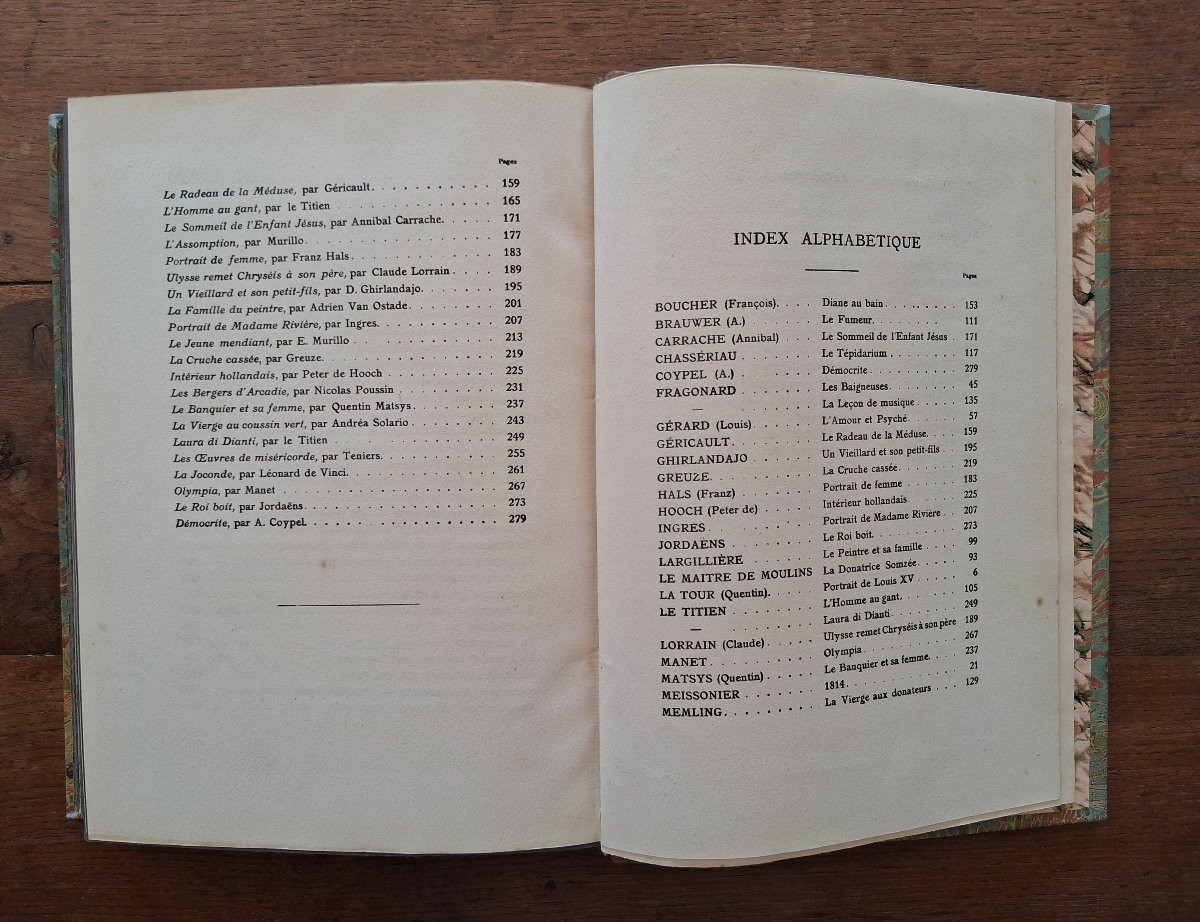 Pages
Le Radeau de la Méduse, par Géricault. . . . . . . . . . . 159
L'Homme au gant, par le Titien . . . . . . . . . . . . . 165
Le Sommeil de l'Enfant Jésus, par Annibal Carrache. . . . . 171
L'Assomption, par Murillo. . . . . . . . . . . . . . . . 177
Portrait de femme, par Franz Hals . . . . . . . . . . . . 183
Ulysse remet Chryséis à son père, par Claude Lorrain . . . . 189
Un Vieillard et son petit-fils, par D. Ghirlandajo. . . . . . . 195
La Famille du peintre, par Adrien Van Ostade. . . . . . . . 201
Portrait de Madame Rivière, par Ingres. . . . . . . . . . . 207
Le Jeune mendiant, par E. Murillo . . . . . . . . . . . . 213
La Cruche cassée, par Greuze. . . . . . . . . . . . . . . 219
Intérieur hollandais, par Peter de Hooch . . . . . . . . . . 225
Les Bergers d'Arcadie, par Nicolas Poussin . . . . . . . . . 231
Le Banquier et sa femme, par Quentin Matsys. . . . . . . . 237
La Vierge au coussin vert, par Andréa Solario . . . . . . . . 243
Laura di Dianti, par le Titien . . . . . . . . . . . . . . 249
Les Œuvres de miséricorde, par Teniers. . . . . . . . . . . 255
La Joconde, par Léonard de Vinci. . . . . . . . . . . . . 261
Olympia, par Manet . . . . . . . . . . . . . . . . . . 267
Le Roi boit, par Jordaëns. . . . . . . . . . . . . . . . 273
Démocrite, par A. Coypel. . . . . . . . . . . . . . . . 279
INDEX ALPHABÉTIQUE
Pages
BOUCHER (François). . . . Diane au bain. . . . . . . . 153
BRAUWER (A.) . . . . . . Le Fumeur. . . . . . . . . 111
CARRACHE (Annibal) . . . . Le Sommeil de l'Enfant Jésus . 171
CHASSÉRIAU . . . . . . . Le Tépidarium . . . . . . . 117
COYPEL (A.) . . . . . . . Démocrite . . . . . . . . . 279
FRAGONARD . . . . . . . Les Baigneuses. . . . . . . 45
— . . . . . . . La Leçon de musique . . . . . 135
GÉRARD (Louis). . . . . . L'Amour et Psyché . . . . . . 57
GÉRICAULT. . . . . . . . Le Radeau de la Méduse. . . . 159
GHIRLANDAJO . . . . . . Un Vieillard et son petit-fils . . . 195
GREUZE. . . . . . . . . La Cruche cassée. . . . . . . 219
HALS (Franz) . . . . . . . Portrait de femme . . . . . . 183
HOOCH (Peter de) . . . . . Intérieur hollandais . . . . . . 225
INGRES . . . . . . . . . Portrait de Madame Rivière . . . 207
JORDAËNS . . . . . . . . Le Roi boit. . . . . . . . . 273
LARGILLIÈRE . . . . . . . Le Peintre et sa famille . . . . 99
LE MAITRE DE MOULINS La Donatrice Somzée. . . . . 93
LA TOUR (Quentin). . . . . Portrait de Louis XV . . . . . 6
LE TITIEN . . . . . . . . L'Homme au gant. . . . . . . 105
— . . . . . . . Laura di Dianti. . . . . . . . 249
LORRAIN (Claude) . . . . . Ulysse remet Chryséis à son père 189
MANET. . . . . . . . . . Olympia. . . . . . . . . . 267
MATSYS (Quentin) . . . . . Le Banquier et sa femme. . . . 237
MEISSONIER . . . . . . . 1814. . . . . . . . . . . 21
MEMLING. . . . . . . . . La Vierge aux donateurs . . . 129